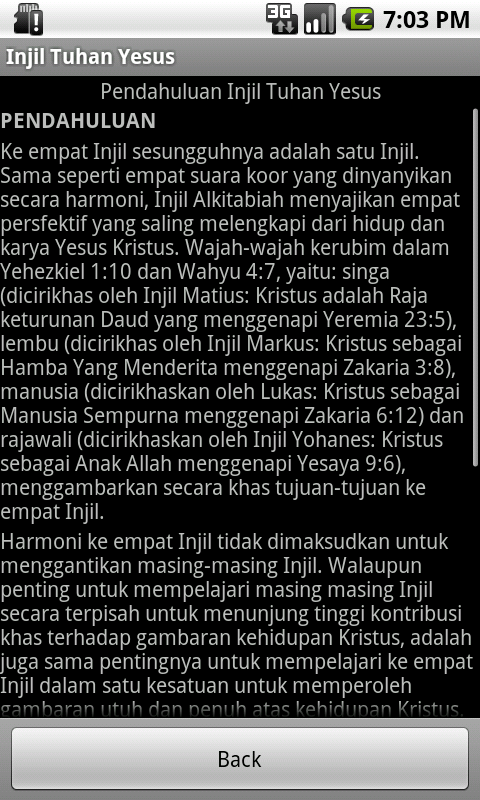 3G
7:03 PM
Injil Tuhan Yesus
Pendahuluan Injil Tuhan Yesus
PENDAHULUAN
Ke empat Injil sesungguhnya adalah satu Injil.
Sama seperti empat suara koor yang dinyanyikan
secara harmoni, Injil Alkitabiah menyajikan empat
persfektif yang saling melengkapi dari hidup dan
karya Yesus Kristus. Wajah-wajah kerubim dalam
Yehezkiel 1:10 dan Wahyu 4:7, yaitu: singa
(dicirikhas oleh Injil Matius: Kristus adalah Raja
keturunan Daud yang menggenapi Yeremia 23:5),
lembu (dicirikhas oleh Injil Markus: Kristus sebagai
Hamba Yang Menderita menggenapi Zakaria 3:8),
manusia (dicirikhaskan oleh Lukas: Kristus sebagai
Manusia Sempurna menggenapi Zakaria 6:12) dan
rajawali (dicirikhaskan oleh Injil Yohanes: Kristus
sebagai Anak Allah menggenapi Yesaya 9:6),
menggambarkan secara khas tujuan-tujuan ke
empat Injil.
Harmoni ke empat Injil tidak dimaksudkan untuk
menggantikan masing-masing Injil. Walaupun
penting untuk mempelajari masing masing Injil
secara terpisah untuk menunjung tinggi kontribusi
khas terhadap gambaran kehidupan Kristus, adalah
juga sama pentingnya untuk mempelajari ke empat
Injil dalam satu kesatuan untuk memperoleh
gambaran utuh dan penuh atas kehidupan Kristus.
Back